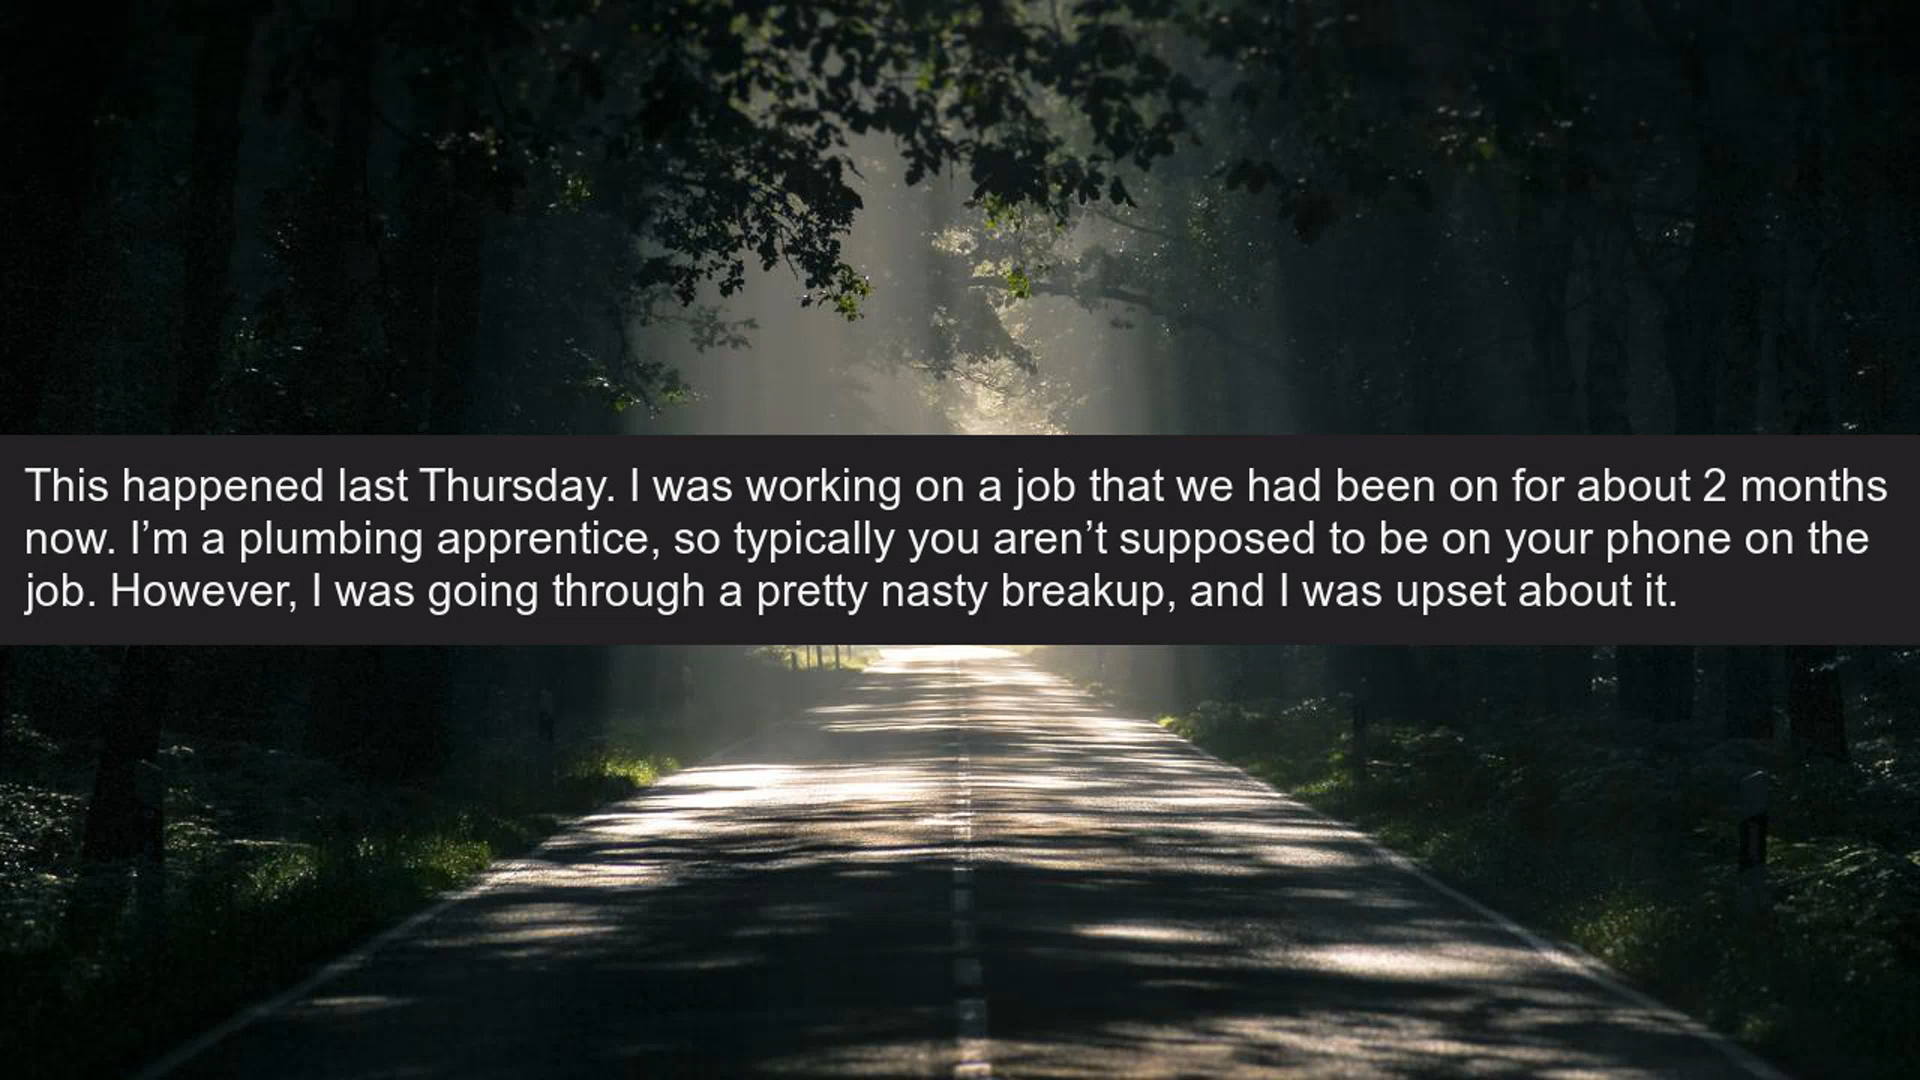 This happened last Thursday. I was working on a job that we had been on for about 2 months
now. I’m a plumbing apprentice, so typically you aren’t supposed to be on your phone on the
job. However, I was going through a pretty nasty breakup, and I was upset about it.